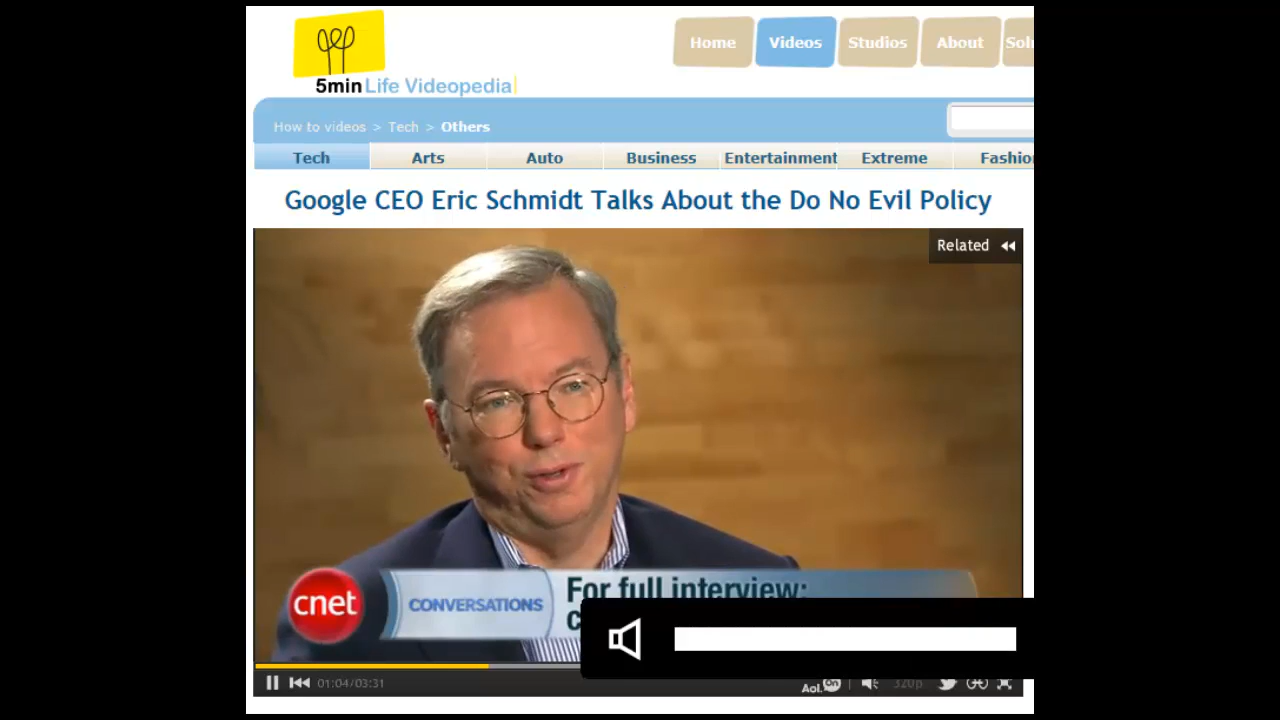 Home
Videos
Studios
About
5min Life Videopedia
How to videos > Tech > Others
Tech
Arts
Auto
Business
Entertainment
Extreme
Google CEO Eric Schmidt Talks About the Do No Evil Policy
Related
cnet
CONVERSATIONS
For full interview:
01:04/03:31
Aol.
On
320p